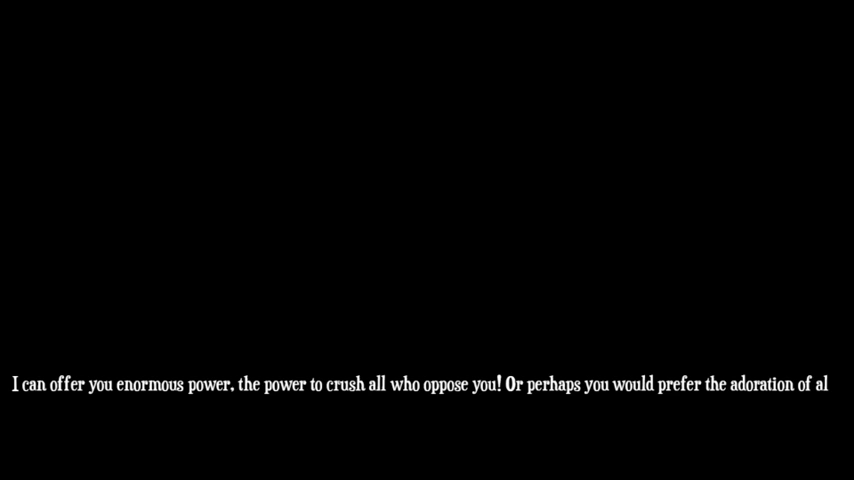 I can offer you enormous power, the power to crush all who oppose you! Or perhaps you would prefer the adoration of al